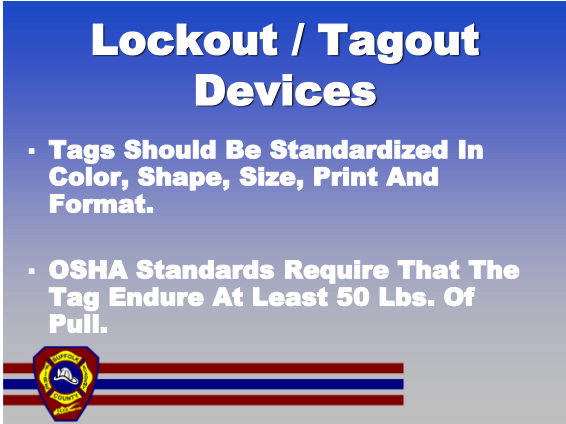 Lockout / Tagout
Devices
▪ Tags Should Be Standardized In
Color, Shape, Size, Print And
Format.
▪ OSHA Standards Require That The
Tag Endure At Least 50 Lbs. Of
Pull.
SUFFOLK
COUNTY